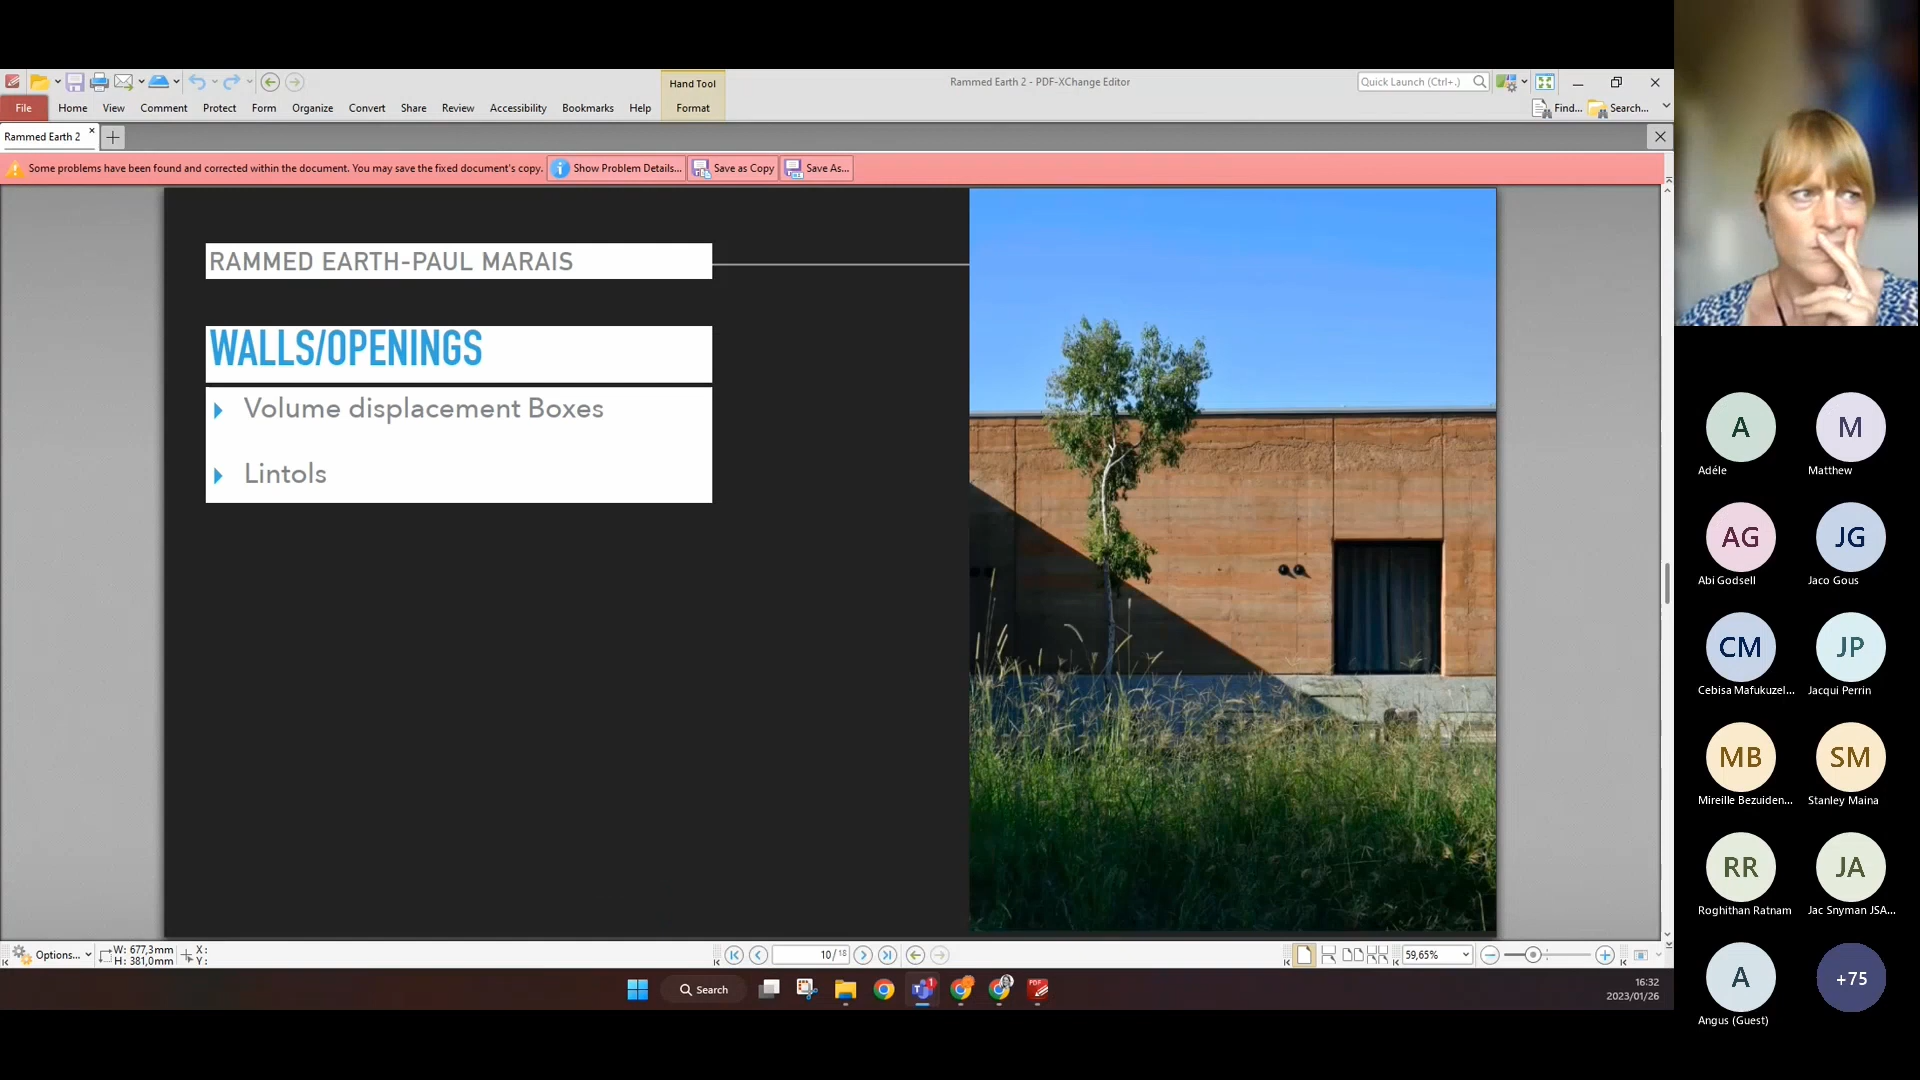 Rammed Earth 2 - PDF-XChange Editor
Hand Tool
Quick Launch (Ctrl+.)
File
Home
View
Comment
Protect
Form
Organize
Convert
Share
Review
Accessibility
Bookmarks
Help
Format
Find...
Search...
Rammed Earth 2
Some problems have been found and corrected within the document. You may save the fixed document's copy.
Show Problem Details...
Save as Copy
Save As...
RAMMED EARTH-PAUL MARAIS
WALLS/OPENINGS
Volume displacement Boxes
Lintols
Options...
W: 677,3mm
H: 381,0mm
X:
Y:
10/18
59,65%
Search
1
PDF
16:32
2023/01/26
A
Adéle
M
Matthew
AG
Abi Godsell
JG
Jaco Gous
CM
Cebisa Mafukuzel...
JP
Jacqui Perrin
MB
Mireille Bezuiden...
SM
Stanley Maina
RR
Roghithan Ratnam
JA
Jac Snyman JSA...
A
Angus (Guest)
+75